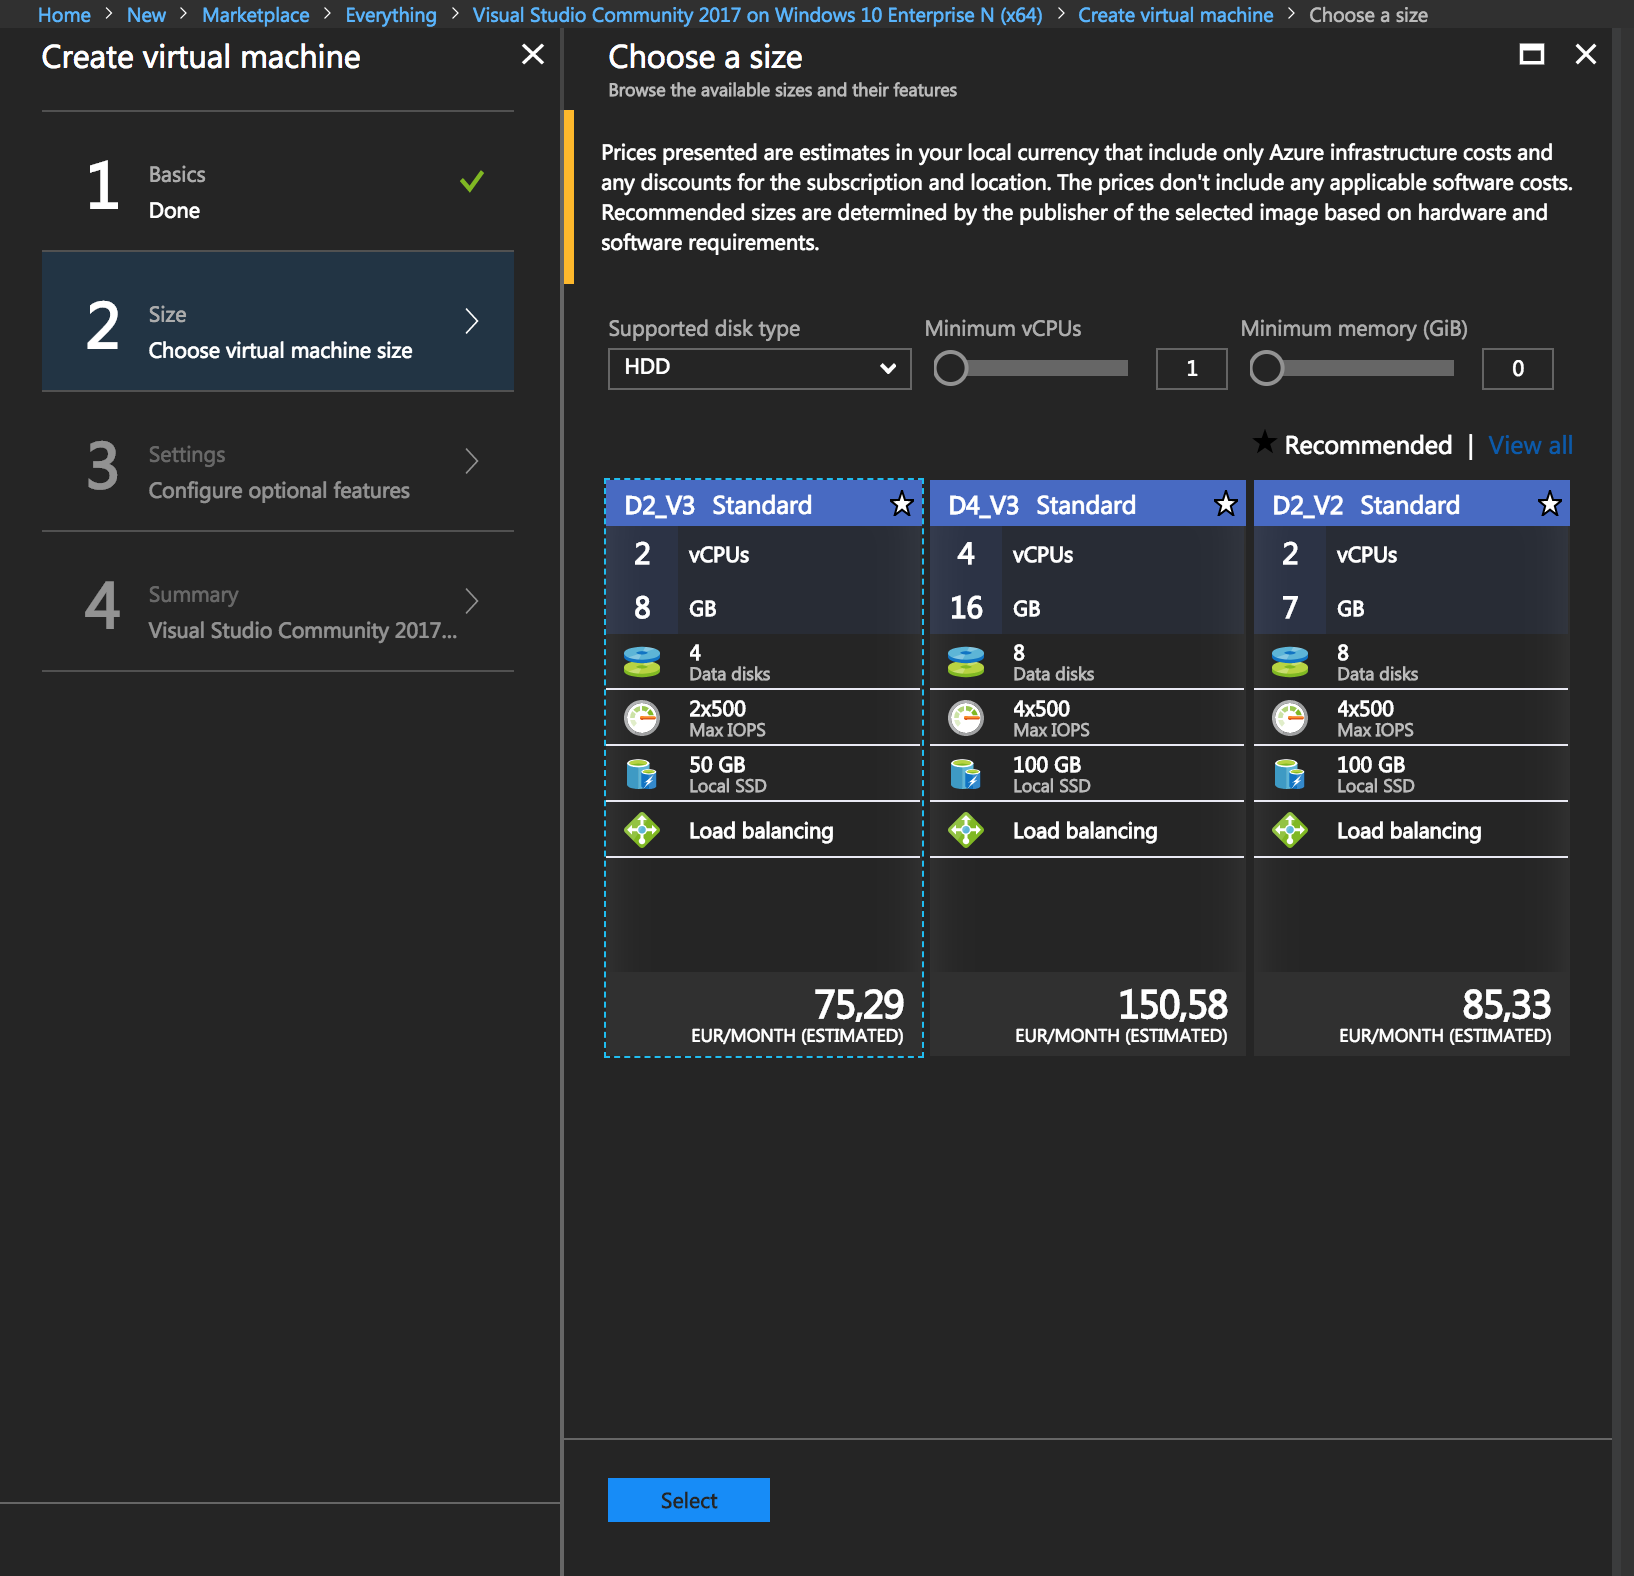 Home > New > Marketplace > Everything > Visual Studio Community 2017 on Windows 10 Enterprise N (x64) > Create virtual machine > Choose a size
Create virtual machine
1
Basics
Done
2
Size
Choose virtual machine size
3
Settings
Configure optional features
4
Summary
Visual Studio Community 2017...
Choose a size
Browse the available sizes and their features
Prices presented are estimates in your local currency that include only Azure infrastructure costs and
any discounts for the subscription and location. The prices don't include any applicable software costs.
Recommended sizes are determined by the publisher of the selected image based on hardware and
software requirements.
Supported disk type
HDD
Minimum vCPUs
1
Minimum memory (GiB)
0
★ Recommended | View all
D2_V3 Standard
2 vCPUs
8 GB
4
Data disks
2x500
Max IOPS
50 GB
Local SSD
Load balancing
75,29
EUR/MONTH (ESTIMATED)
D4_V3 Standard
4 vCPUs
16 GB
8
Data disks
4x500
Max IOPS
100 GB
Local SSD
Load balancing
150,58
EUR/MONTH (ESTIMATED)
D2_V2 Standard
2 vCPUs
7 GB
8
Data disks
4x500
Max IOPS
100 GB
Local SSD
Load balancing
85,33
EUR/MONTH (ESTIMATED)
Select